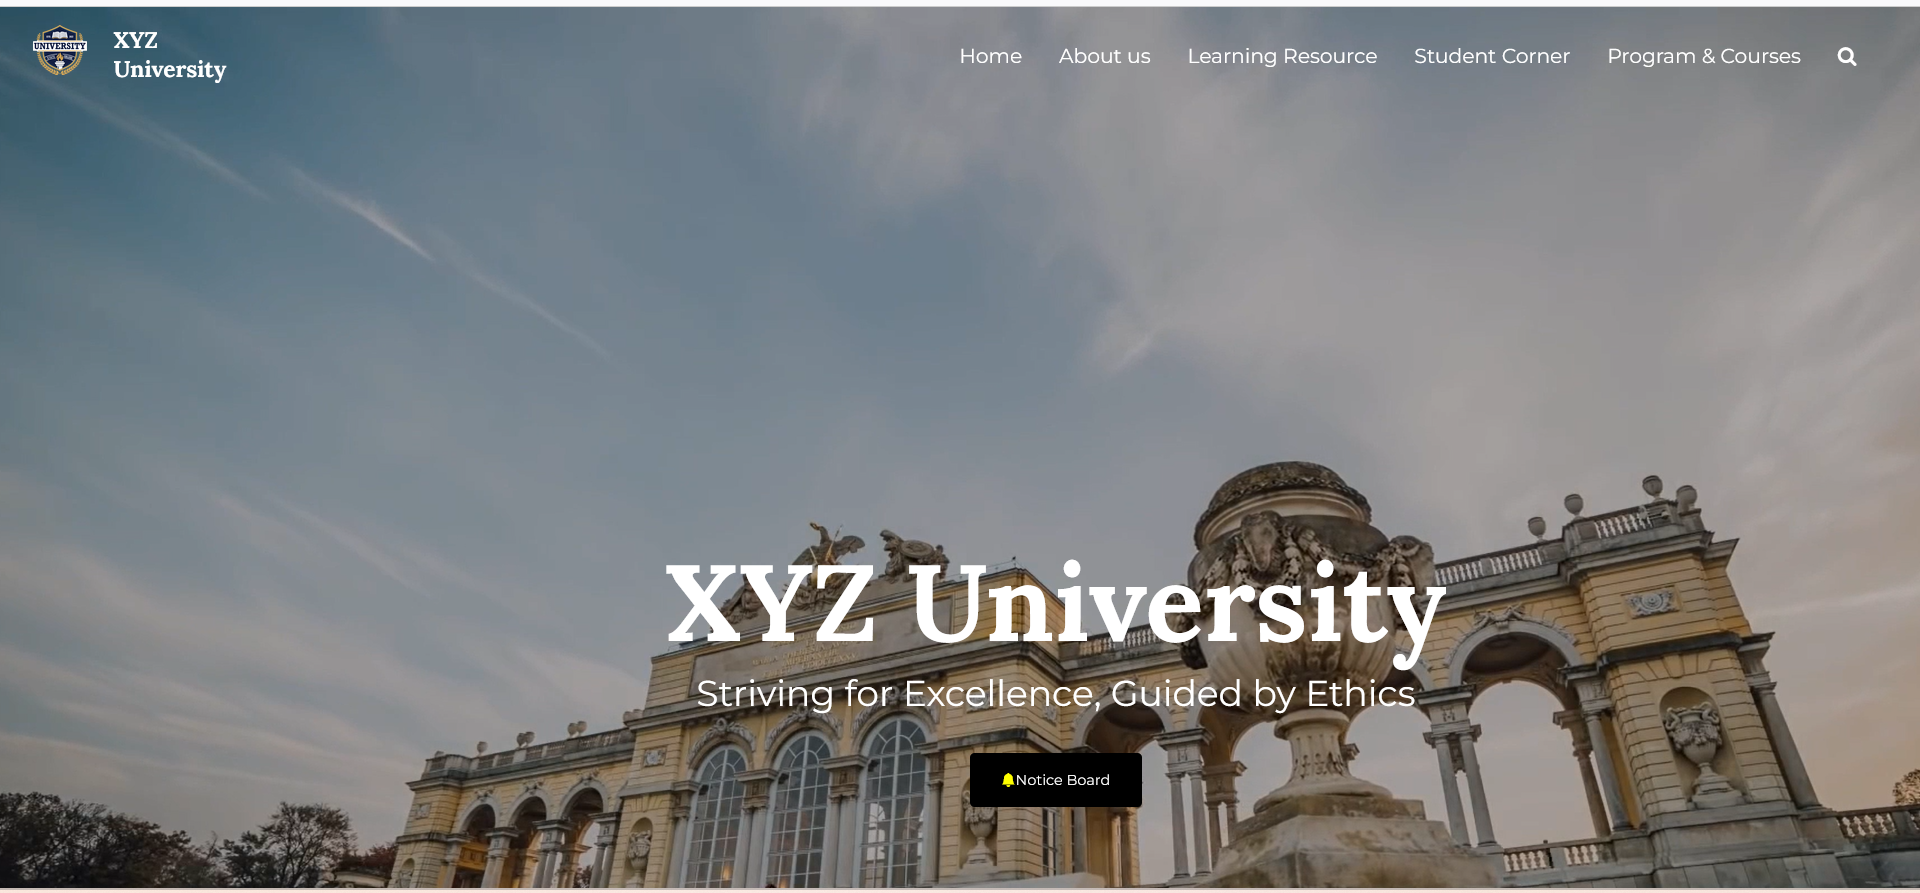 UNIVERSITY
XYZ
University
Home About us Learning Resource Student Corner Program & Courses
XYZ University
Striving for Excellence, Guided by Ethics
Notice Board